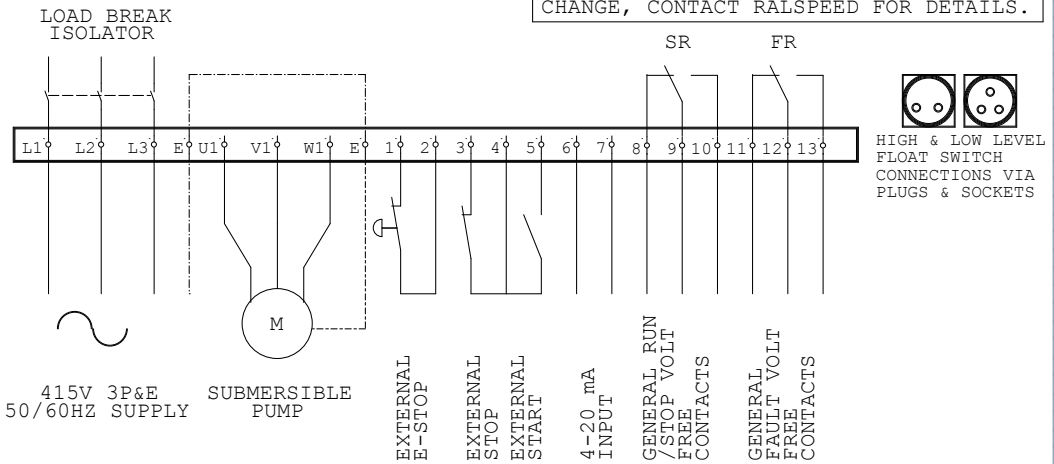 CHANGE, CONTACT RALSPEED FOR DETAILS.
LOAD BREAK
ISOLATOR
SR
FR
L1
L2
L3
E
U1
V1
W1
E
1
2
3
4
5
6
7
8
9
10
11
12
13
HIGH & LOW LEVEL
FLOAT SWITCH
CONNECTIONS VIA
PLUGS & SOCKETS
M
415V 3P&E
50/60HZ SUPPLY
SUBMERSIBLE
PUMP
EXTERNAL
E-STOP
EXTERNAL
STOP
EXTERNAL
START
4-20 mA
INPUT
GENERAL RUN
/STOP VOLT
FREE
CONTACTS
GENERAL
FAULT VOLT
FREE
CONTACTS